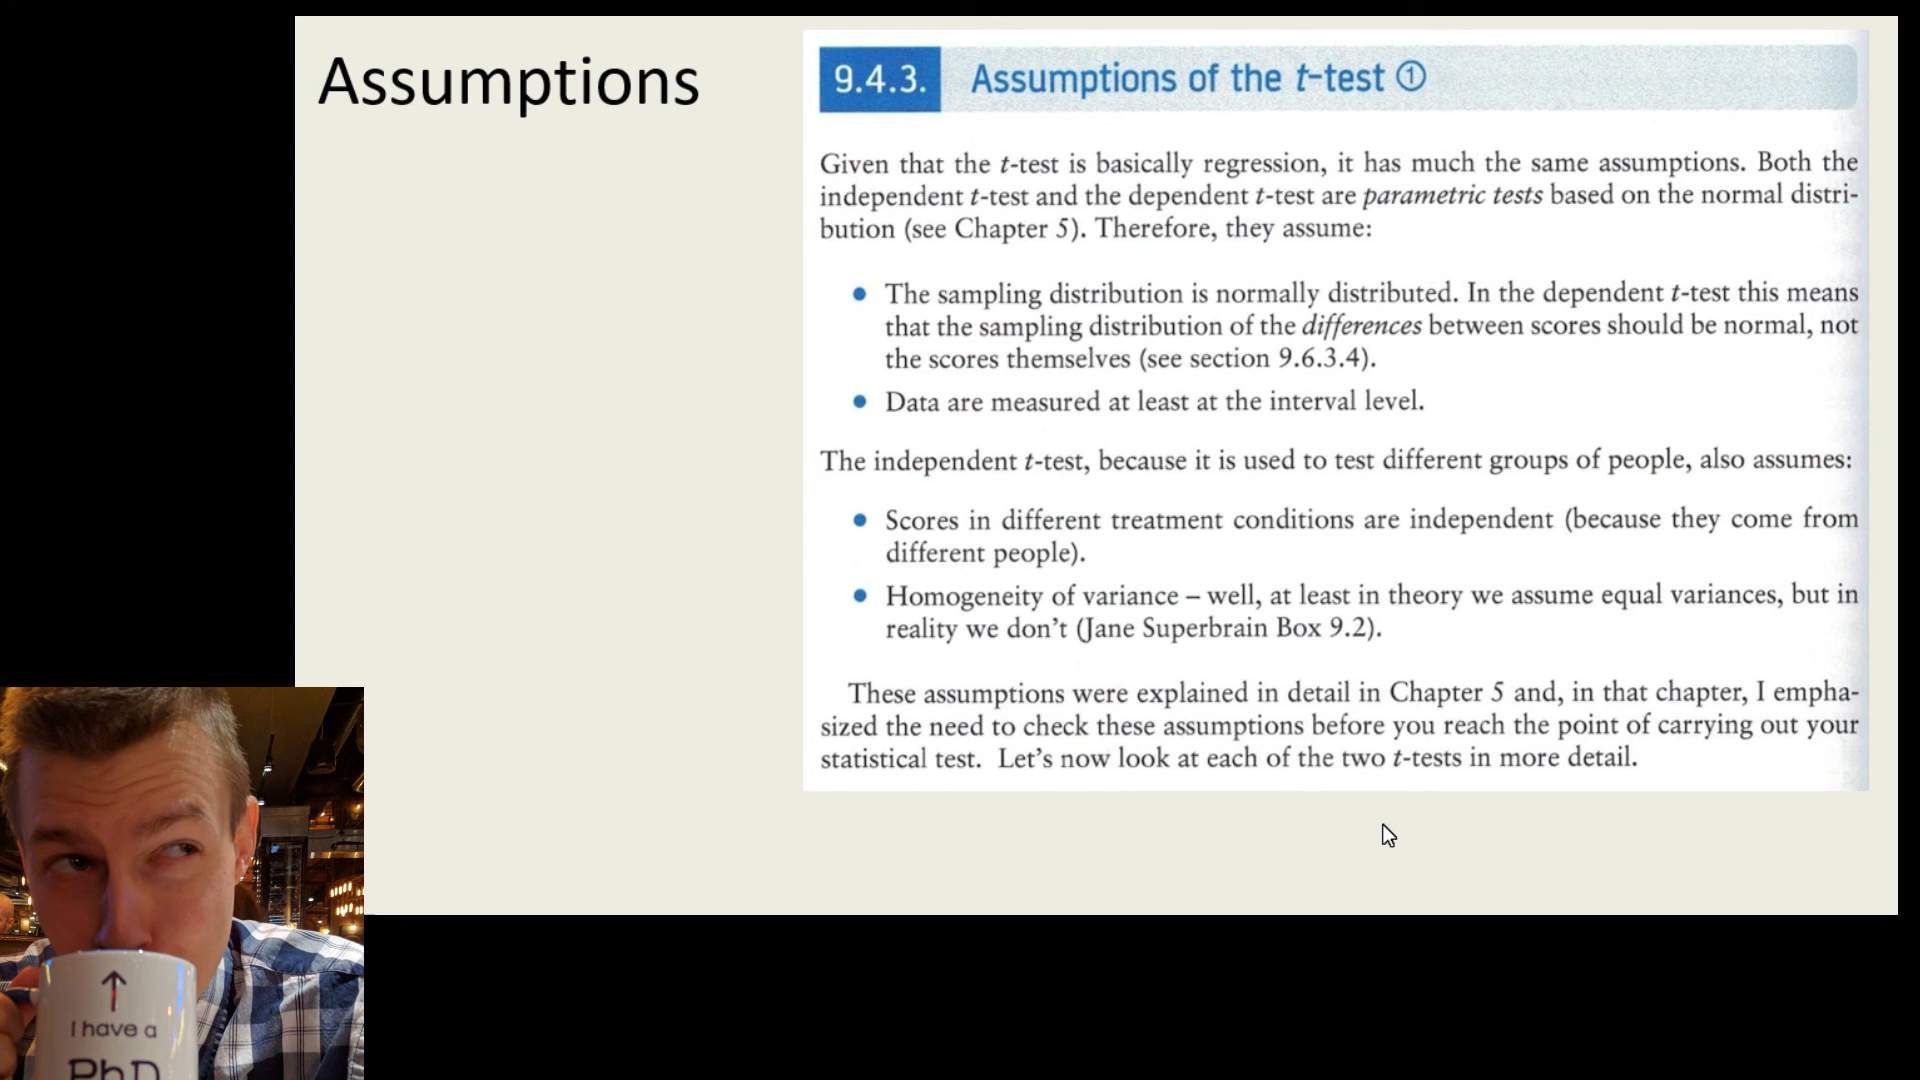 Assumptions
9.4.3. Assumptions of the t-test ①
Given that the t-test is basically regression, it has much the same assumptions. Both the
independent t-test and the dependent t-test are parametric tests based on the normal distri-
bution (see Chapter 5). Therefore, they assume:
• The sampling distribution is normally distributed. In the dependent t-test this means
that the sampling distribution of the differences between scores should be normal, not
the scores themselves (see section 9.6.3.4).
• Data are measured at least at the interval level.
The independent t-test, because it is used to test different groups of people, also assumes:
• Scores in different treatment conditions are independent (because they come from
different people).
• Homogeneity of variance – well, at least in theory we assume equal variances, but in
reality we don’t (Jane Superbrain Box 9.2).
These assumptions were explained in detail in Chapter 5 and, in that chapter, I empha-
sized the need to check these assumptions before you reach the point of carrying out your
statistical test. Let’s now look at each of the two t-tests in more detail.
I have a
PhD